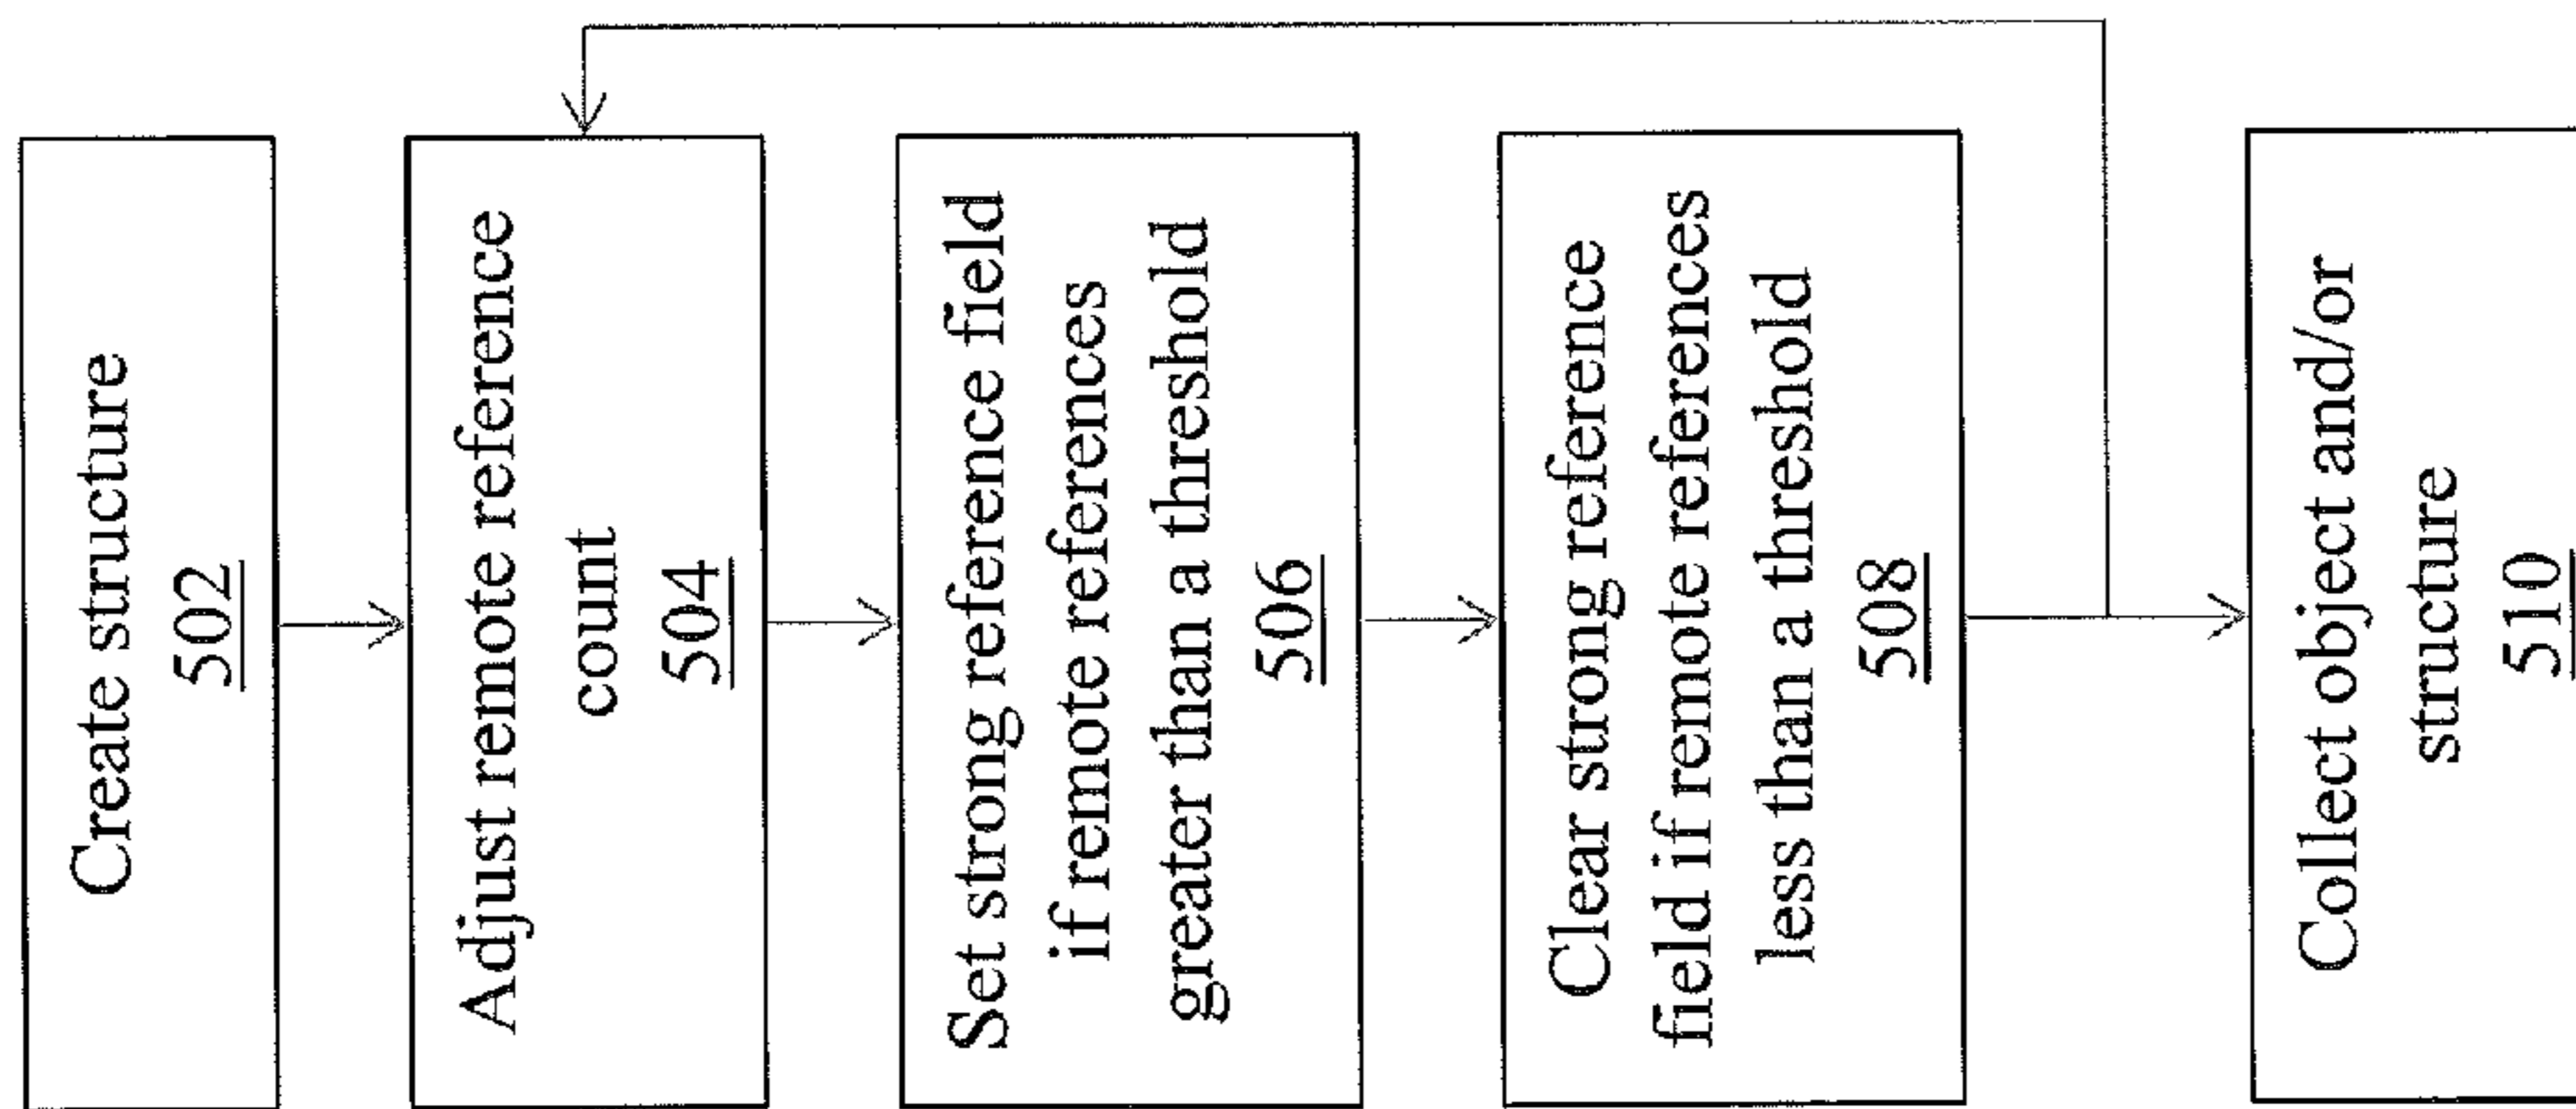 Create structure
502
Adjust remote reference
count
504
Set strong reference field
if remote references
greater than a threshold
506
Clear strong reference
field if remote references
less than a threshold
508
Collect object and/or
structure
510